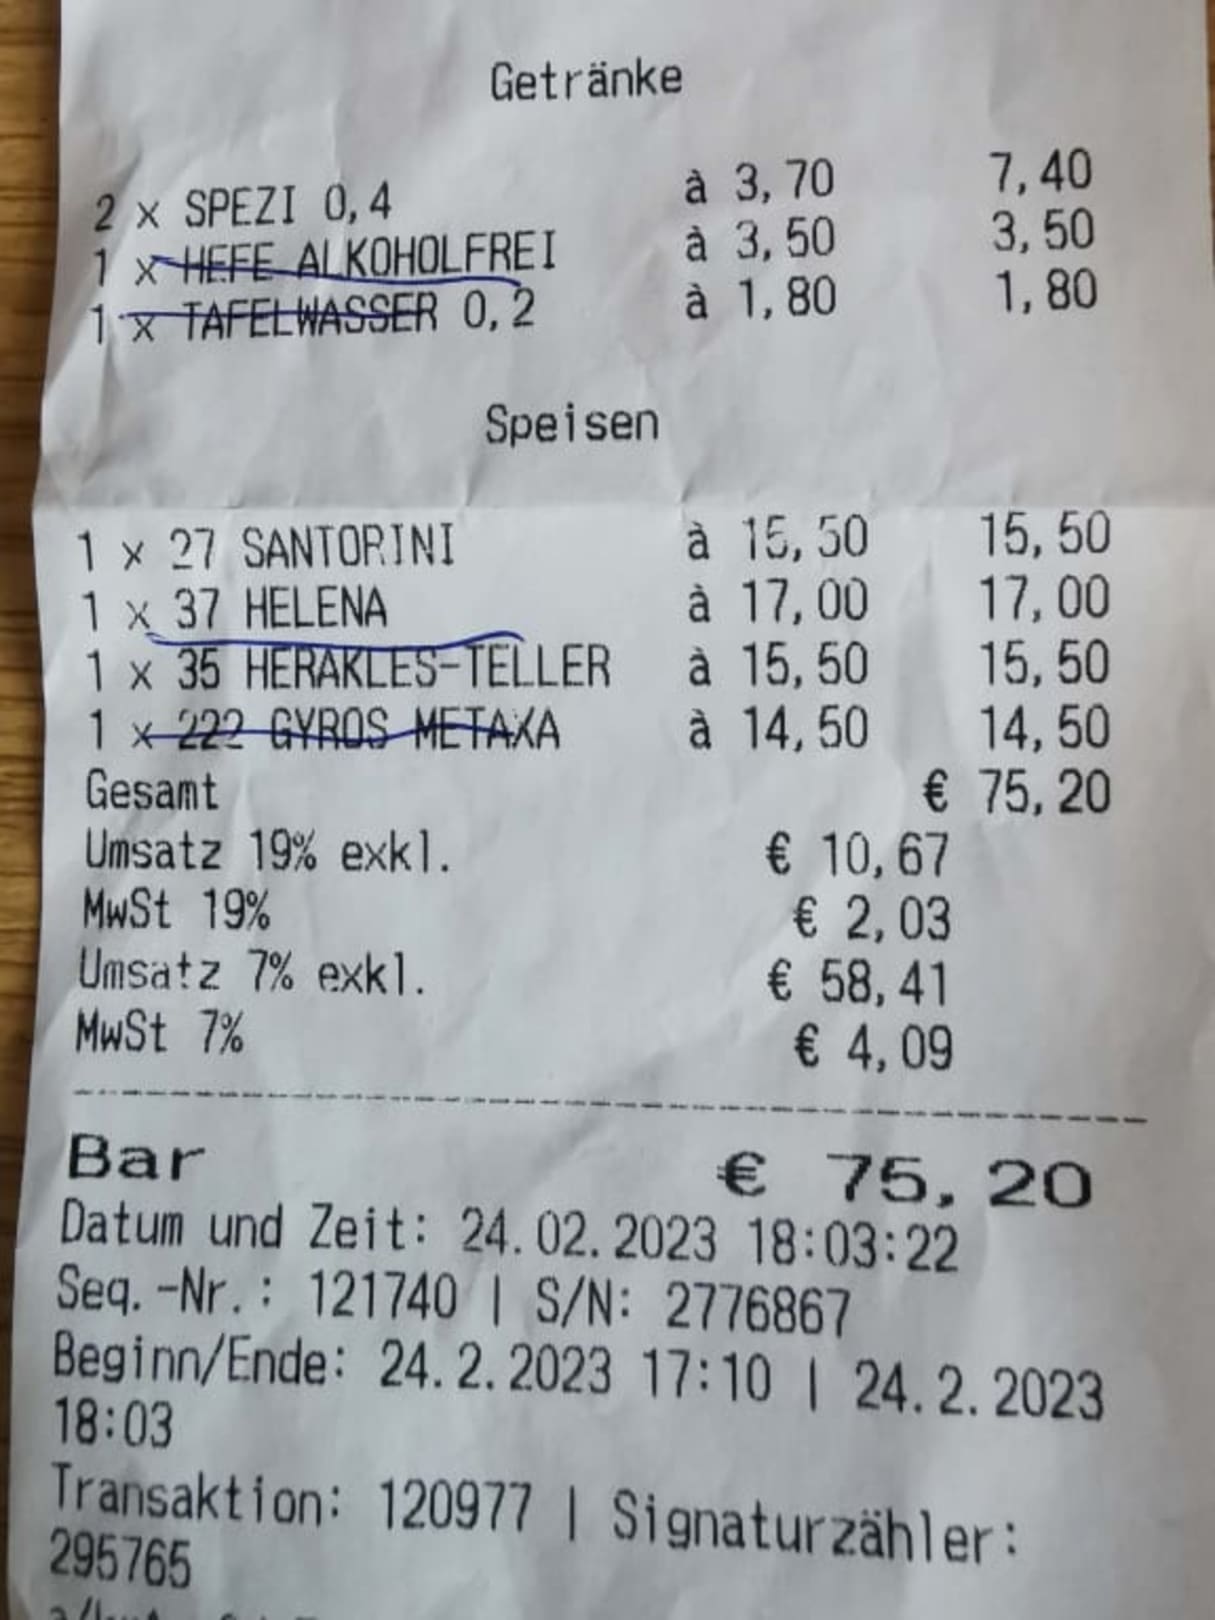 Getränke
2 x SPEZI 0,4 à 3,70 7,40
1 x HEFE ALKOHOLFREI à 3,50 3,50
1 x TAFELWASSER 0,2 à 1,80 1,80
Speisen
1 x 27 SANTORINI à 15,50 15,50
1 x 37 HELENA à 17,00 17,00
1 x 35 HERAKLES-TELLER à 15,50 15,50
1 x 222 GYROS METAXA à 14,50 14,50
Gesamt € 75,20
Umsatz 19% exkl. € 10,67
MwSt 19% € 2,03
Umsatz 7% exkl. € 58,41
MwSt 7% € 4,09
Bar € 75,20
Datum und Zeit: 24.02.2023 18:03:22
Seq.-Nr.: 121740 | S/N: 2776867
Beginn/Ende: 24.2.2023 17:10 | 24.2.2023
18:03
Transaktion: 120977 | Signaturzähler:
295765